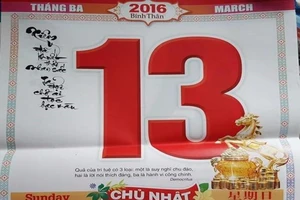 THÁNG BA
2016
MARCH
Bính Thân
13
Quả của trí tuệ có 3 loại: một là suy nghĩ chu đáo,
hai là lời nói thích đáng, ba là hành vi công chính.
Democritus
Sunday
CHỦ NHẬT
星期日